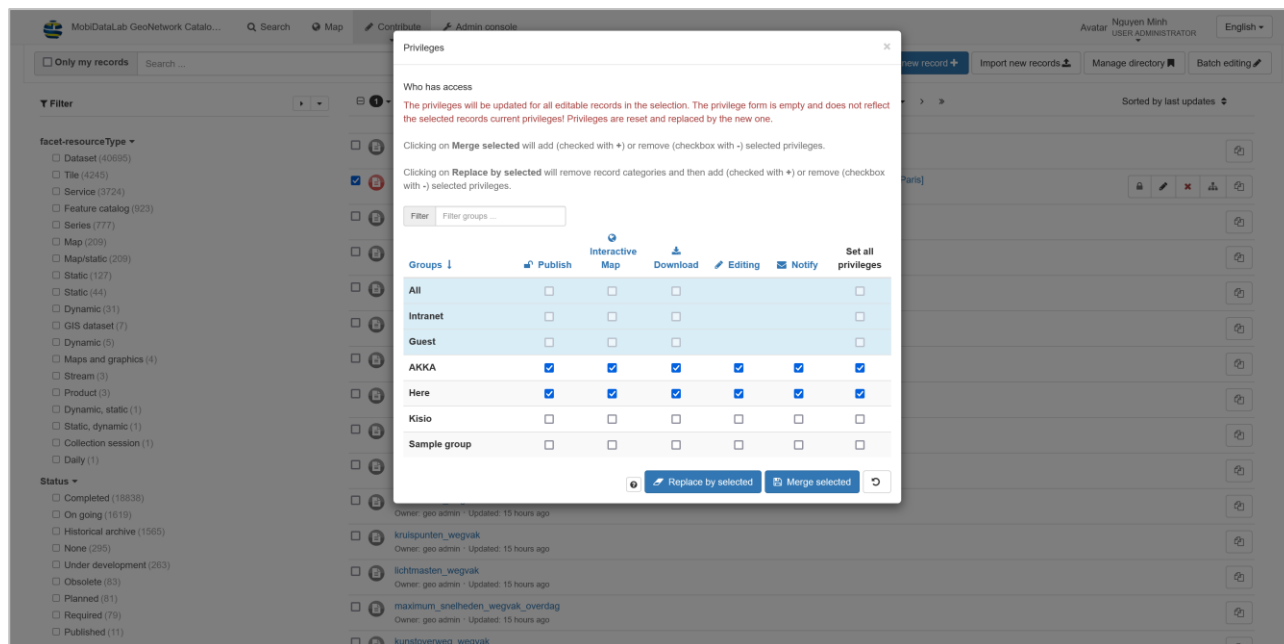 MobiDataLab GeoNetwork Catalo... Search Map Contribute Admin console Avatar Nguyen Minh USER ADMINISTRATOR English
Only my records Search ... new record Import new records Manage directory Batch editing
Privileges
Who has access
The privileges will be updated for all editable records in the selection. The privilege form is empty and does not reflect
the selected records current privileges! Privileges are reset and replaced by the new one.
Clicking on Merge selected will add (checked with +) or remove (checkbox with -) selected privileges.
Clicking on Replace by selected will remove record categories and then add (checked with +) or remove (checkbox
with -) selected privileges.
Filter Filter groups ...
Groups Publish Interactive Map Download Editing Notify Set all privileges
All
Intranet
Guest
AKKA
Here
Kisio
Sample group
Replace by selected Merge selected
Filter
1
Sorted by last updates
facet-resourceType
Dataset (40695)
Tile (4245)
Service (3724)
Feature catalog (923)
Series (777)
Map (209)
Map/static (209)
Static (127)
Static (44)
Dynamic (31)
GIS dataset (7)
Dynamic (5)
Maps and graphics (4)
Stream (3)
Product (3)
Dynamic, static (1)
Static, dynamic (1)
Collection session (1)
Daily (1)
Status
Completed (18838)
On going (1619)
Historical archive (1565)
None (295)
Under development (263)
Obsolete (83)
Planned (81)
Required (79)
Published (11)
Paris]
Owner: geo admin · Updated: 15 hours ago
kruispunten_wegvak
Owner: geo admin · Updated: 15 hours ago
lichtmasten_wegvak
Owner: geo admin · Updated: 15 hours ago
maximum_snelheden_wegvak_overdag
Owner: geo admin · Updated: 15 hours ago
kunstoverweg_wegvak